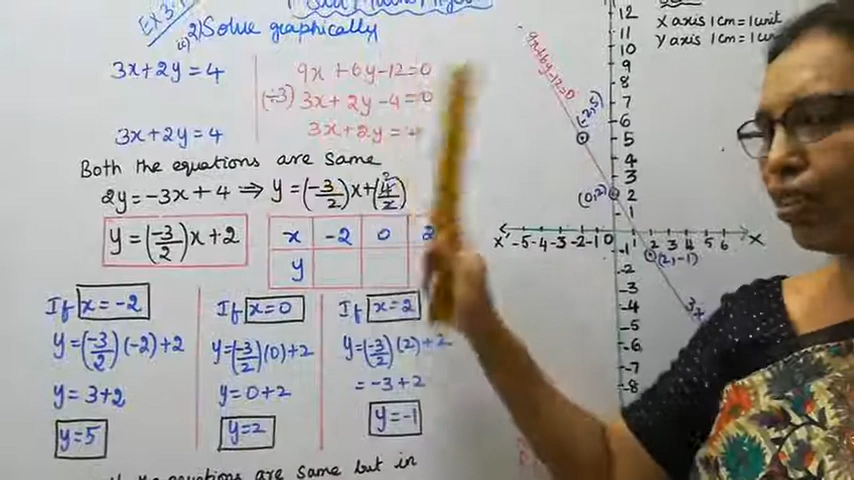 EX 3.
(ii) 2) Solve graphically
3x+2y=4
9x+6y-12=0
(÷3) 3x+2y-4=0
3x+2y=4
3x+2y=4
Both the equations are same
2y=-3x+4 ⇒ y=(-3/2)x+(4/2)
y=(-3/2)x+2
x -2 0 2
y
If x=-2
y=(-3/2)(-2)+2
y=3+2
y=5
If x=0
y=(-3/2)(0)+2
y=0+2
y=2
If x=2
y=(-3/2)(2)+2
=-3+2
y=-1
equations are same but in
X axis 1cm=1unit
Y axis 1cm=1un
9x+6y-12=0
(-2,5)
(0,2)
(2,-1)
3x
12
11
10
9
8
7
6
5
4
3
2
1
X' -5 -4 -3 -2 -1 0 1 2 3 4 5 6 X
-1
-2
-3
-4
-5
-6
-7
-8